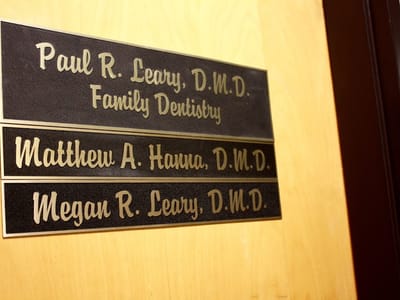 Paul R. Leary, D.M.D.
Family Dentistry
Matthew A. Hanna, D.M.D.
Megan R. Leary, D.M.D.